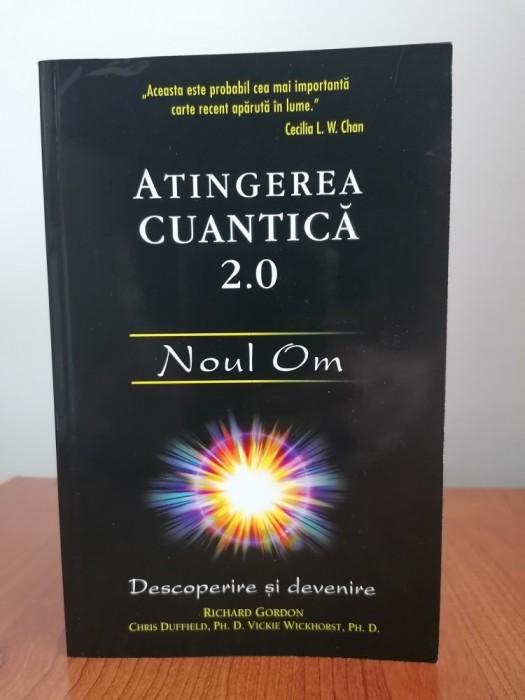 „Aceasta este probabil cea mai importantă
carte recent apărută în lume.”
Cecilia L. W. Chan
ATINGEREA
CUANTICĂ
2.0
Noul Om
Descoperire și devenire
RICHARD GORDON
CHRIS DUFFIELD, PH. D. VICKIE WICKHORST, PH. D.